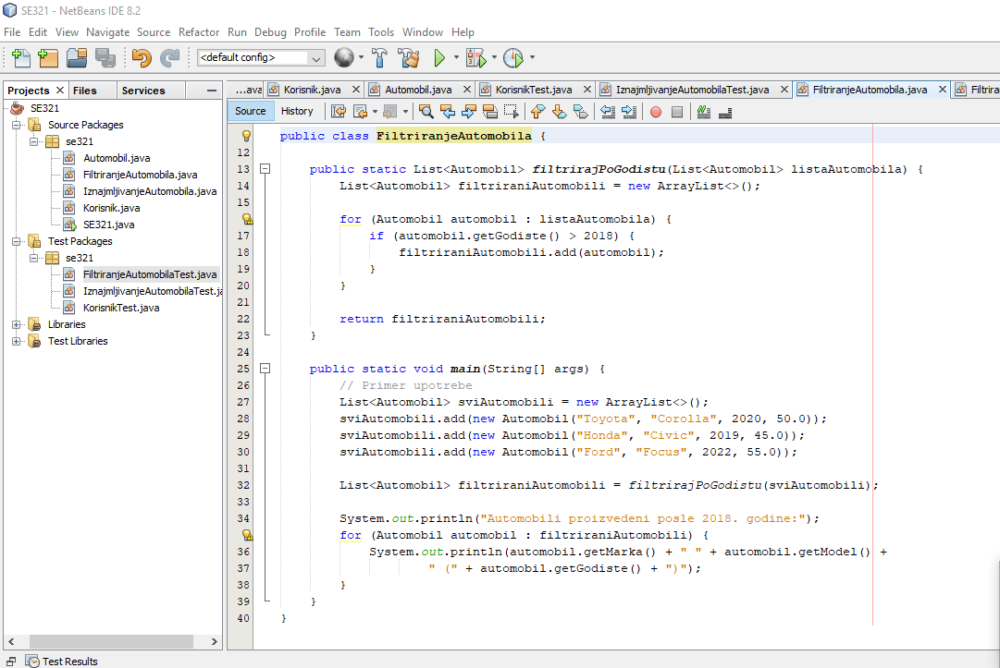 SE321 - NetBeans IDE 8.2
File Edit View Navigate Source Refactor Run Debug Profile Team Tools Window Help
<default config>
Projects Files Services
SE321
Source Packages
se321
Automobil.java
FiltriranjeAutomobila.java
IznajmljivanjeAutomobila.java
Korisnik.java
SE321.java
Test Packages
se321
FiltriranjeAutomobilaTest.java
IznajmljivanjeAutomobilaTest.ja
KorisnikTest.java
Libraries
Test Libraries
...ava Korisnik.java Automobil.java KorisnikTest.java IznajmljivanjeAutomobilaTest.java FiltriranjeAutomobila.java Filtriran
Source History
public class FiltriranjeAutomobila {
12
13 public static List<Automobil> filtrirajPoGodistu(List<Automobil> listaAutomobila) {
14 List<Automobil> filtriraniAutomobili = new ArrayList<>();
15
for (Automobil automobil : listaAutomobila) {
17 if (automobil.getGodiste() > 2018) {
18 filtriraniAutomobili.add(automobil);
19 }
20 }
21
22 return filtriraniAutomobili;
23 }
24
25 public static void main(String[] args) {
26 // Primer upotrebe
27 List<Automobil> sviAutomobili = new ArrayList<>();
28 sviAutomobili.add(new Automobil("Toyota", "Corolla", 2020, 50.0));
29 sviAutomobili.add(new Automobil("Honda", "Civic", 2019, 45.0));
30 sviAutomobili.add(new Automobil("Ford", "Focus", 2022, 55.0));
31
32 List<Automobil> filtriraniAutomobili = filtrirajPoGodistu(sviAutomobili);
33
34 System.out.println("Automobili proizvedeni posle 2018. godine:");
for (Automobil automobil : filtriraniAutomobili) {
36 System.out.println(automobil.getMarka() + " " + automobil.getModel() +
37 " (" + automobil.getGodiste() + ")");
38 }
39 }
40 }
Test Results